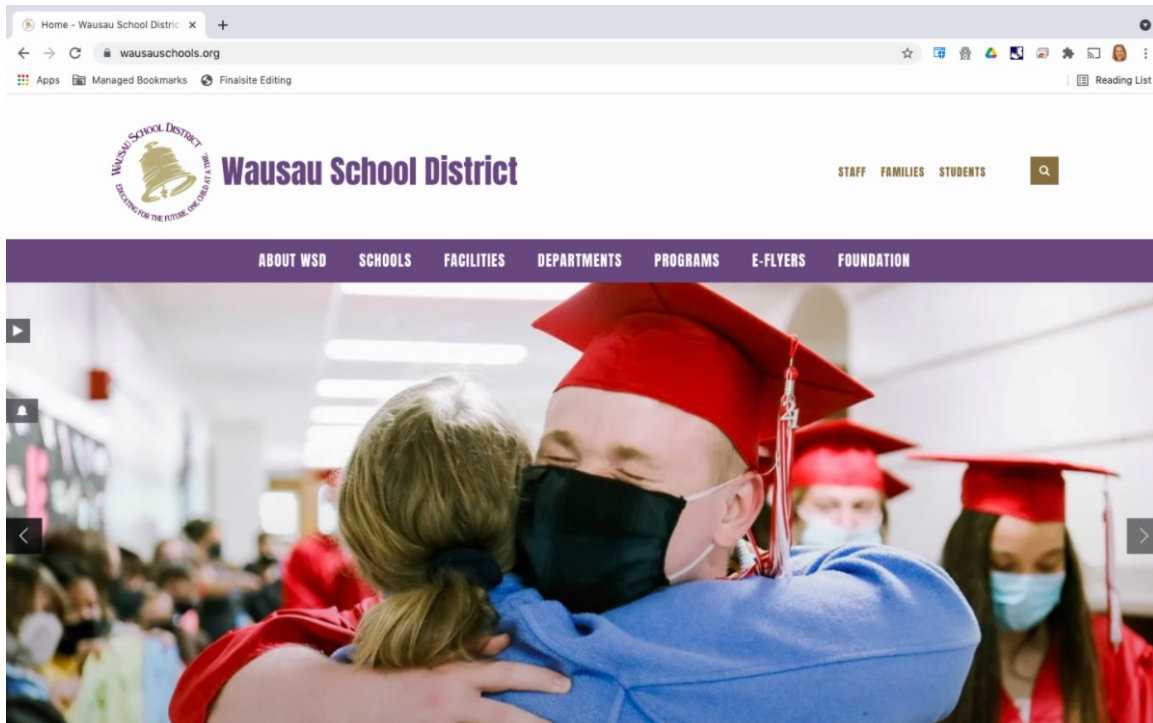 Home - Wausau School Distric
wausauschools.org
Apps Managed Bookmarks Finalsite Editing Reading List
WAUSAU SCHOOL DISTRICT
EDUCATING FOR THE FUTURE, ONE CHILD AT A TIME.
Wausau School District
STAFF FAMILIES STUDENTS
ABOUT WSD SCHOOLS FACILITIES DEPARTMENTS PROGRAMS E-FLYERS FOUNDATION